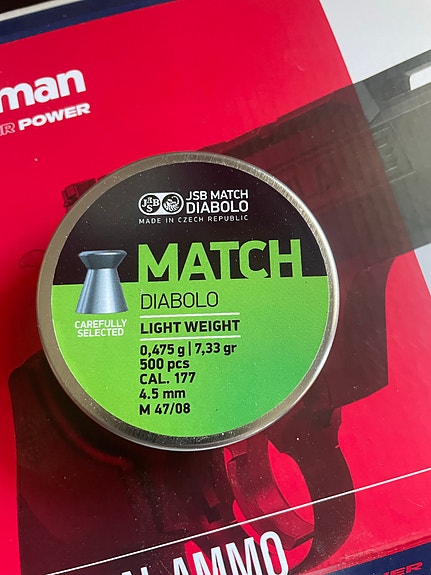 man
R POWER
JSB MATCH
DIABOLO
MADE IN CZECH REPUBLIC
MATCH
DIABOLO
LIGHT WEIGHT
CAREFULLY
SELECTED
0,475 g | 7,33 gr
500 pcs
CAL. 177
4.5 mm
M 47/08
AMMO
POWER